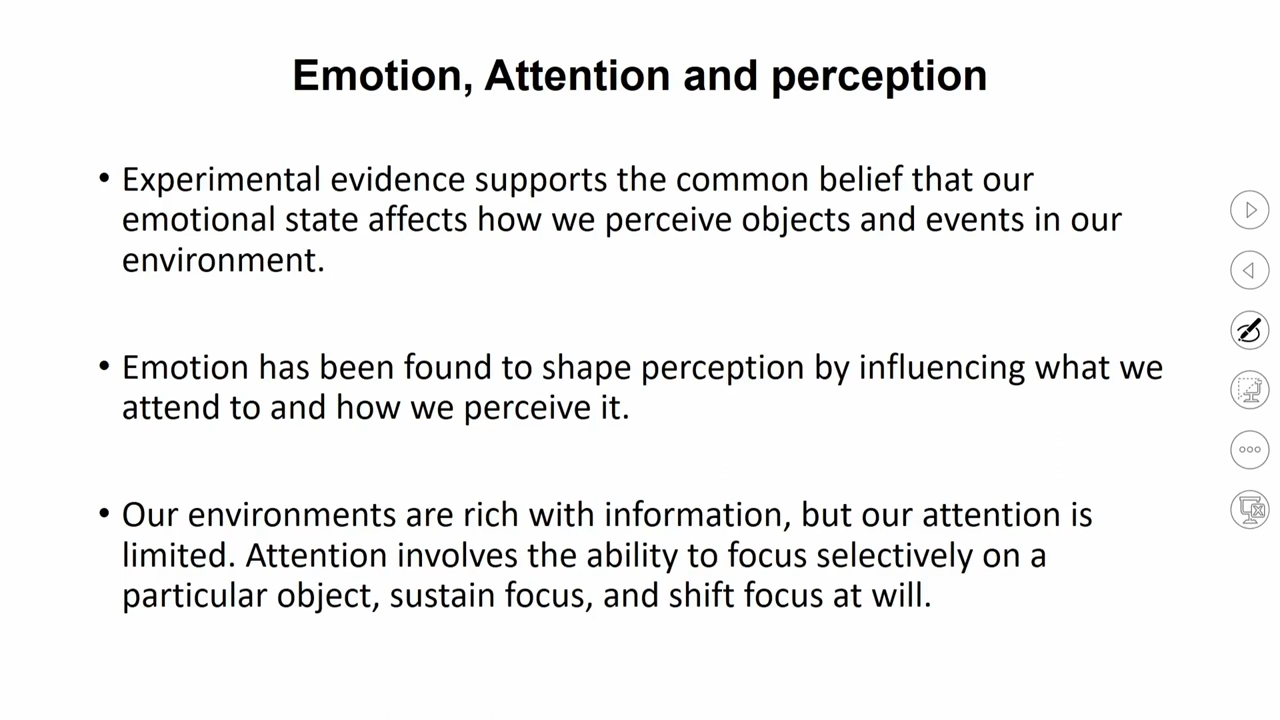 Emotion, Attention and perception
• Experimental evidence supports the common belief that our
emotional state affects how we perceive objects and events in our
environment.
• Emotion has been found to shape perception by influencing what we
attend to and how we perceive it.
• Our environments are rich with information, but our attention is
limited. Attention involves the ability to focus selectively on a
particular object, sustain focus, and shift focus at will.